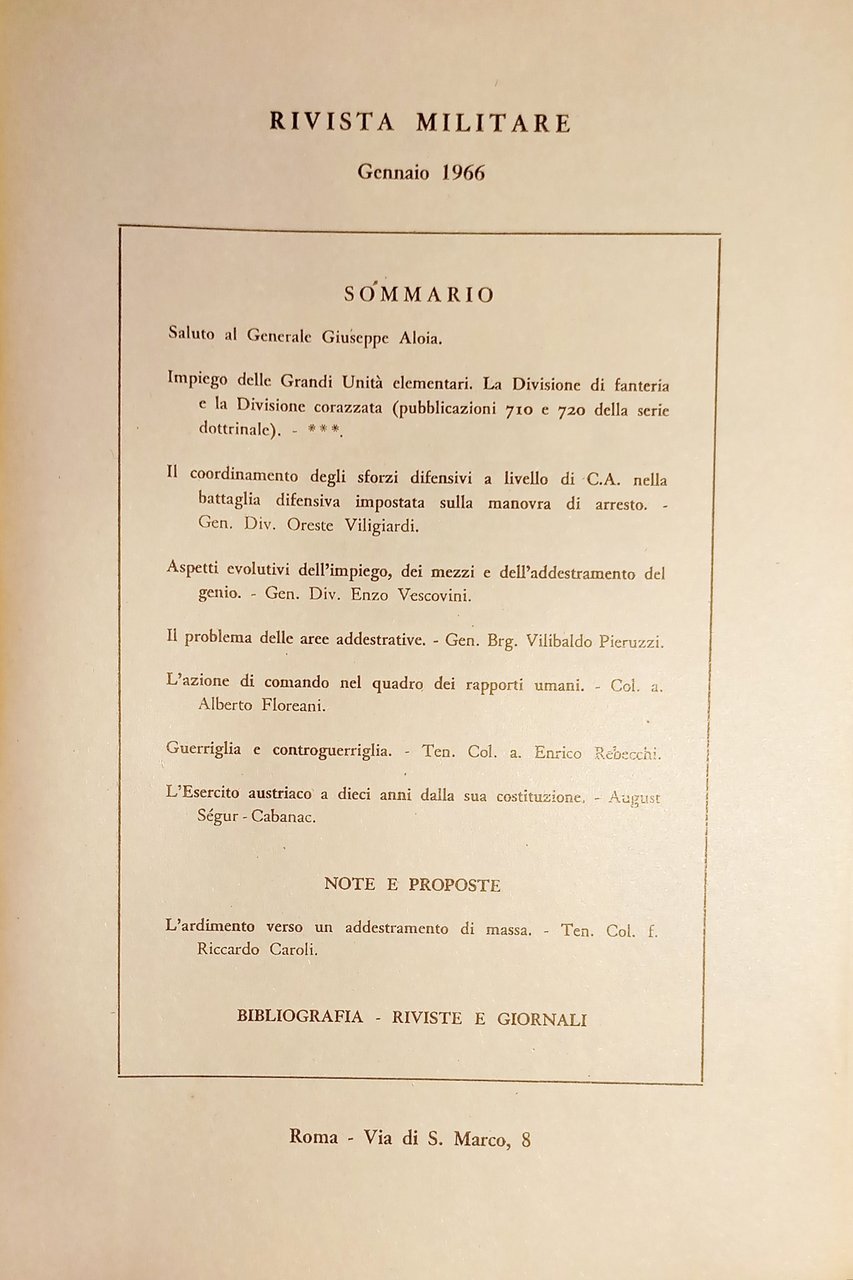 RIVISTA MILITARE
Gennaio 1966
SOMMARIO
Saluto al Generale Giuseppe Aloia.
Impiego delle Grandi Unità elementari. La Divisione di fanteria
e la Divisione corazzata (pubblicazioni 710 e 720 della serie
dottrinale). - ***.
Il coordinamento degli sforzi difensivi a livello di C.A. nella
battaglia difensiva impostata sulla manovra di arresto. -
Gen. Div. Oreste Viligiardi.
Aspetti evolutivi dell'impiego, dei mezzi e dell'addestramento del
genio. - Gen. Div. Enzo Vescovini.
Il problema delle aree addestrative. - Gen. Brg. Vilibaldo Pieruzzi.
L'azione di comando nel quadro dei rapporti umani. - Col. a.
Alberto Floreani.
Guerriglia e controguerriglia. - Ten. Col. a. Enrico Rebecchi.
L'Esercito austriaco a dieci anni dalla sua costituzione. - August
Ségur - Cabanac.
NOTE E PROPOSTE
L'ardimento verso un addestramento di massa. - Ten. Col. f.
Riccardo Caroli.
BIBLIOGRAFIA - RIVISTE E GIORNALI
Roma - Via di S. Marco, 8